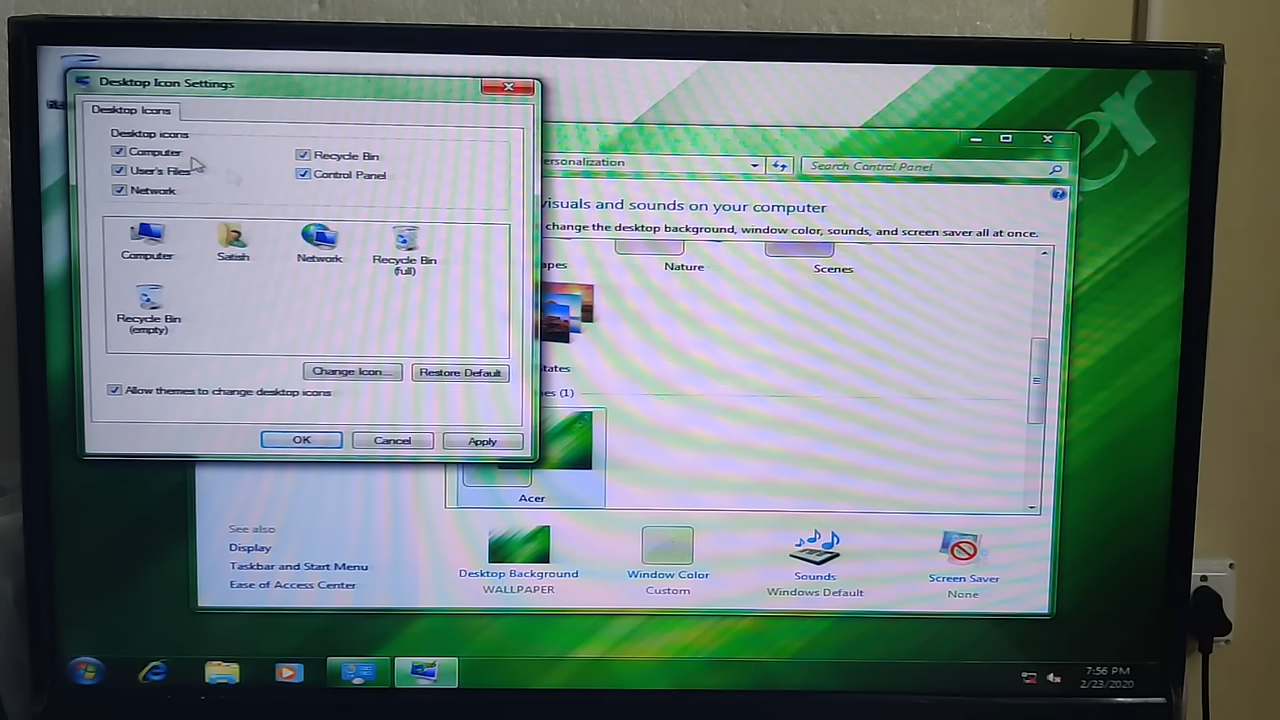 Desktop Icon Settings
Desktop Icons
Desktop icons
Computer
Recycle Bin
User's Files
Control Panel
Network
Computer
Satish
Network
Recycle Bin
(full)
Recycle Bin
(empty)
Change Icon...
Restore Default
Allow themes to change desktop icons
OK
Cancel
Apply
er
ersonalization
Search Control Panel
visuals and sounds on your computer
change the desktop background, window color, sounds, and screen saver all at once.
apes
Nature
Scenes
tates
es (1)
Acer
See also
Display
Taskbar and Start Menu
Ease of Access Center
Desktop Background
WALLPAPER
Window Color
Custom
Sounds
Windows Default
Screen Saver
None
7:56 PM
2/23/2020